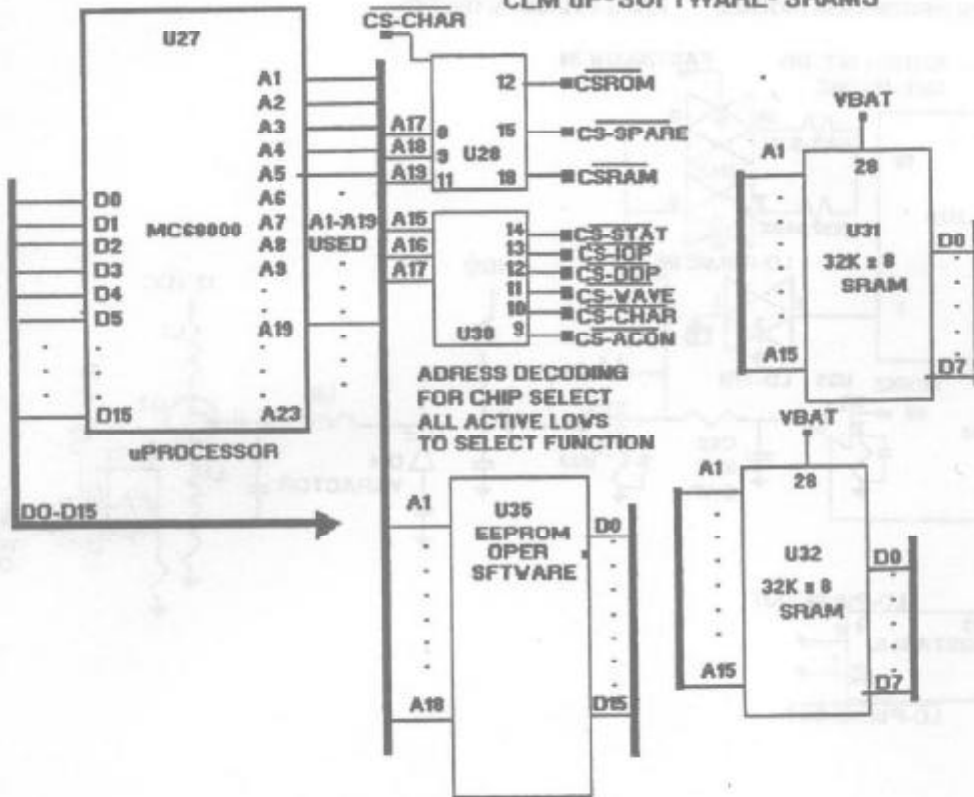 CLM uP-SOFTWARE-SRAMS
CS-CHAR
U27
A1
A2
A3
A4
A5
A6
A7
A8
A9
A19
A23
D0
D1
D2
D3
D4
D5
D15
MC68000
uPROCESSOR
DO-D15
A1-A19
USED
A17
A18
A19
8
9
11
U28
12
15
18
CSROM
CS-SPARE
CSRAM
A15
A16
A17
U30
14
13
12
11
10
9
CS-STAT
CS-IOP
CS-DDP
CS-WAVE
CS-CHAR
CS-ACON
ADRESS DECODING
FOR CHIP SELECT
ALL ACTIVE LOWS
TO SELECT FUNCTION
A1
A18
U35
EEPROM
OPER
SFTWARE
D0
D15
VBAT
28
A1
A15
U31
32K x 8
SRAM
D0
D7
VBAT
28
A1
A15
U32
32K x 8
SRAM
D0
D7